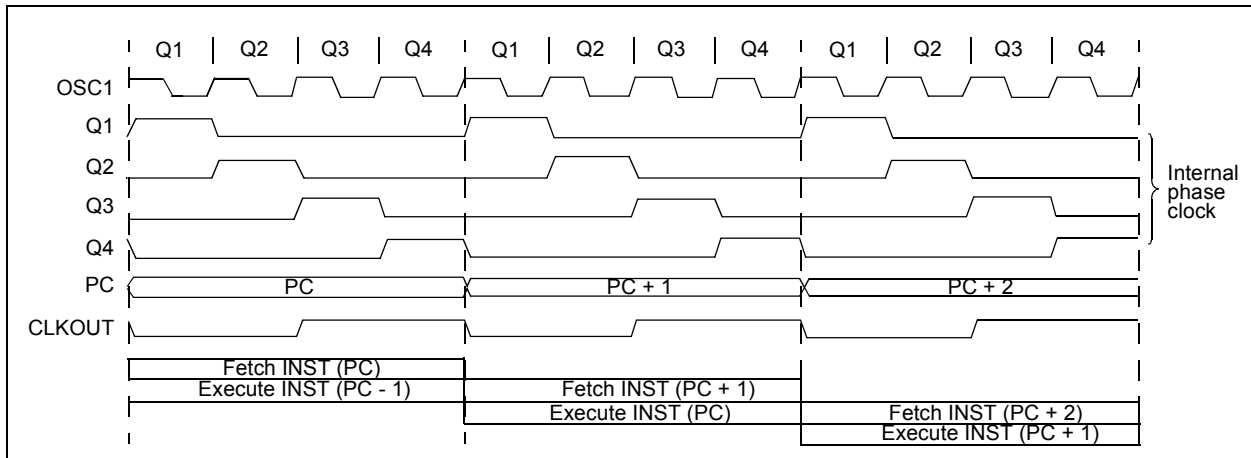 Q1 Q2 Q3 Q4 Q1 Q2 Q3 Q4 Q1 Q2 Q3 Q4
OSC1
Q1
Q2
Q3
Q4
Internal
phase
clock
PC PC PC + 1 PC + 2
CLKOUT
Fetch INST (PC)
Execute INST (PC - 1) Fetch INST (PC + 1)
Execute INST (PC) Fetch INST (PC + 2)
Execute INST (PC + 1)